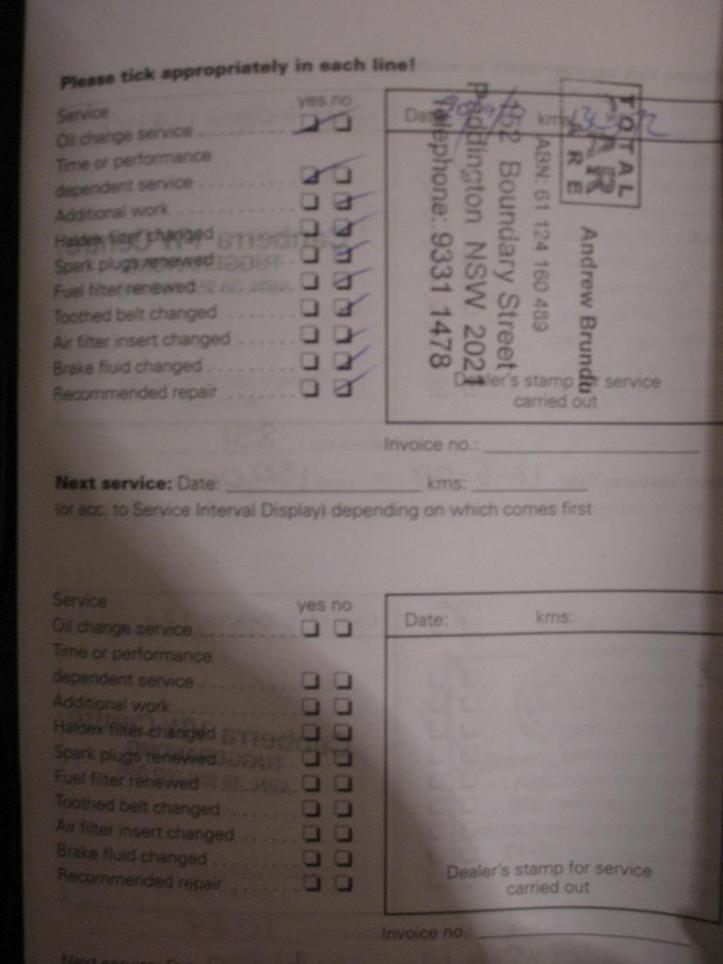 Please tick appropriately in each line!
Service yes no
Oil change service
Time or performance
dependent service
Additional work
Haldex filter changed
Spark plugs renewed
Fuel filter renewed
Toothed belt changed
Air filter insert changed
Brake fluid changed
Recommended repair
Date: kms:
TOTAL
CAR
CARE
Andrew Brundu
ABN: 61 124 160 489
152 Boundary Street
Paddington NSW 2021
Telephone: 9331 1478
Dealer's stamp for service
carried out
Invoice no.:
Next service: Date: kms:
(or acc. to Service Interval Display) depending on which comes first
Service yes no
Oil change service
Time or performance
dependent service
Additional work
Haldex filter changed
Spark plugs renewed
Fuel filter renewed
Toothed belt changed
Air filter insert changed
Brake fluid changed
Recommended repair
Date: kms:
Dealer's stamp for service
carried out
Invoice no.: